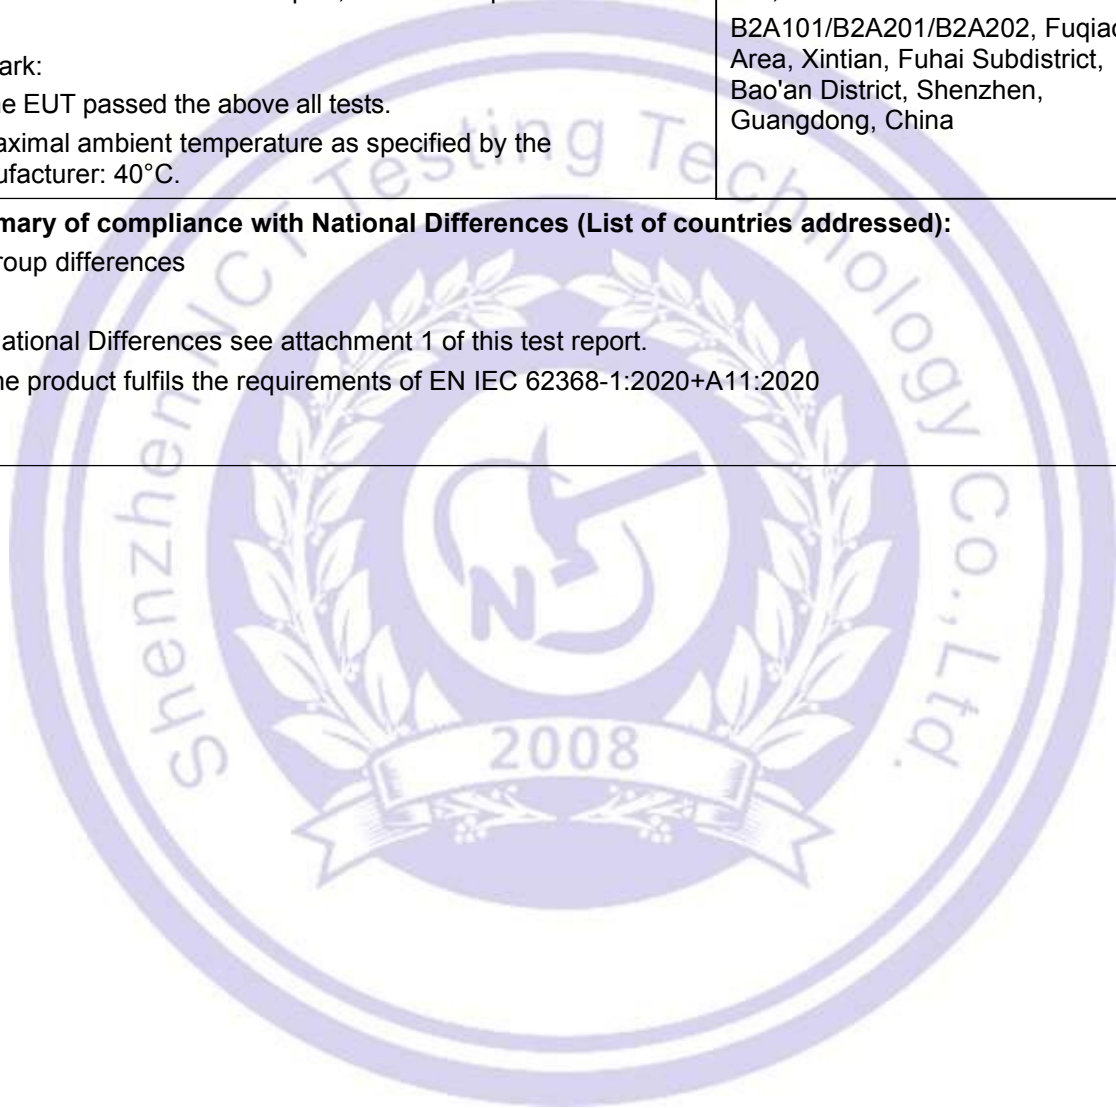 B2A101/B2A201/B2A202, Fuqiao
Area, Xintian, Fuhai Subdistrict,
Bao'an District, Shenzhen,
Guangdong, China
ark:
e EUT passed the above all tests.
aximal ambient temperature as specified by the
ufacturer: 40°C.
mary of compliance with National Differences (List of countries addressed):
roup differences
ational Differences see attachment 1 of this test report.
e product fulfils the requirements of EN IEC 62368-1:2020+A11:2020
Shenzhen NCT Testing Technology Co., Ltd.
N
2008